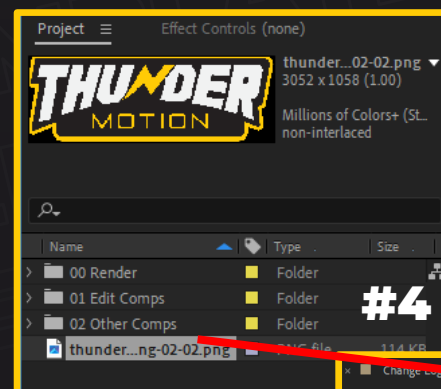 Project Effect Controls (none)
THUNDER
MOTION
thunder...02-02.png
3052 x 1058 (1.00)
Millions of Colors+ (St...
non-interlaced
Name Type Size
00 Render Folder
01 Edit Comps Folder
02 Other Comps Folder
#4
thunder...ng-02-02.png PNG file 114 KB